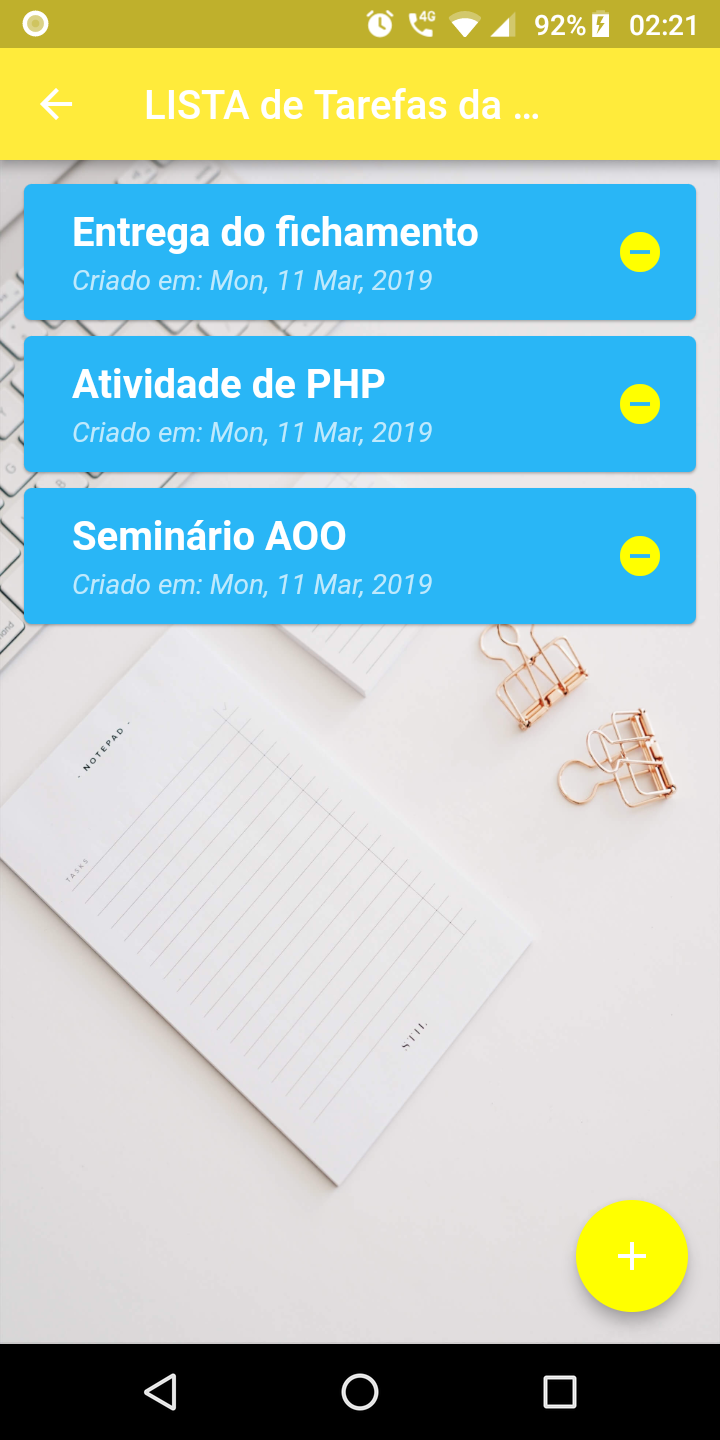 4G 92% 02:21
LISTA de Tarefas da ...
Entrega do fichamento
Criado em: Mon, 11 Mar, 2019
Atividade de PHP
Criado em: Mon, 11 Mar, 2019
Seminário AOO
Criado em: Mon, 11 Mar, 2019
- NOTEPAD -
TASKS
STIL
G
B